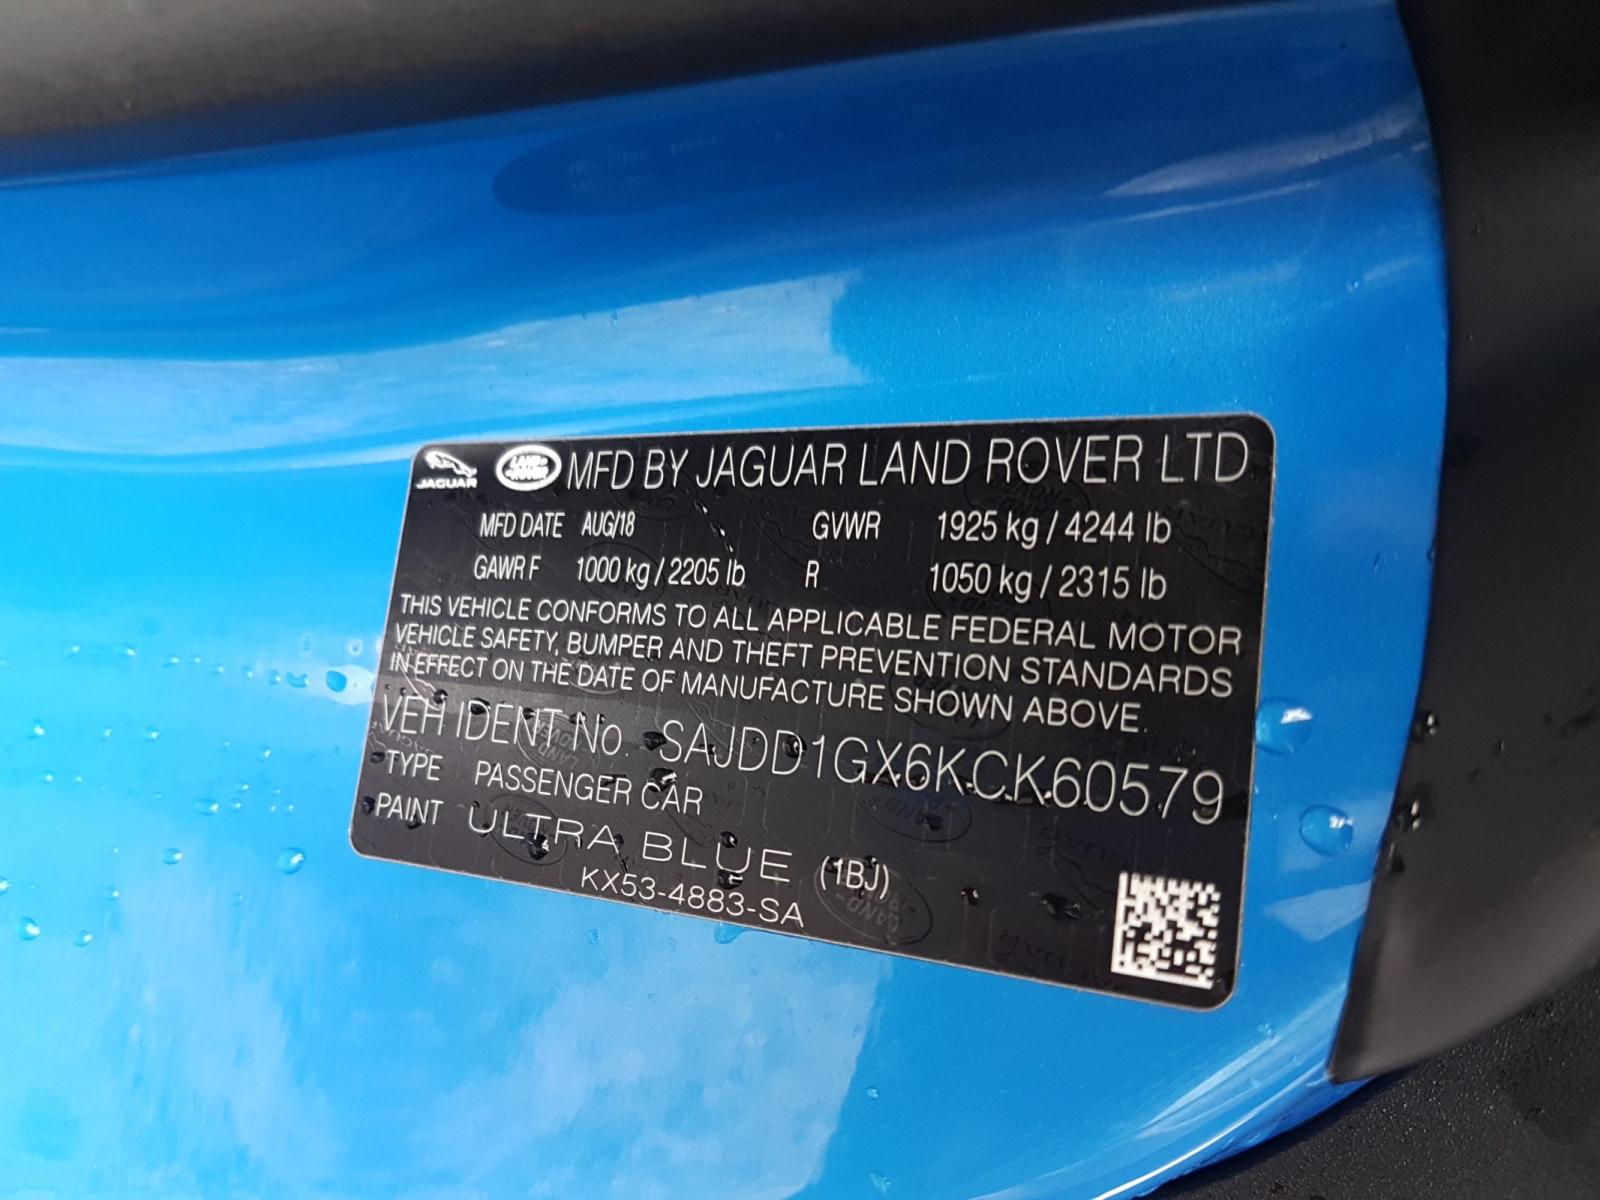 JAGUAR LAND ROVER MFD BY JAGUAR LAND ROVER LTD
MFD DATE AUG/18 GVWR 1925 kg / 4244 lb
GAWR F 1000 kg / 2205 lb R 1050 kg / 2315 lb
THIS VEHICLE CONFORMS TO ALL APPLICABLE FEDERAL MOTOR
VEHICLE SAFETY, BUMPER AND THEFT PREVENTION STANDARDS
IN EFFECT ON THE DATE OF MANUFACTURE SHOWN ABOVE.
VEH IDENT No. SAJDD1GX6KCK60579
TYPE PASSENGER CAR
PAINT ULTRA BLUE (1BJ)
KX53-4883-SA